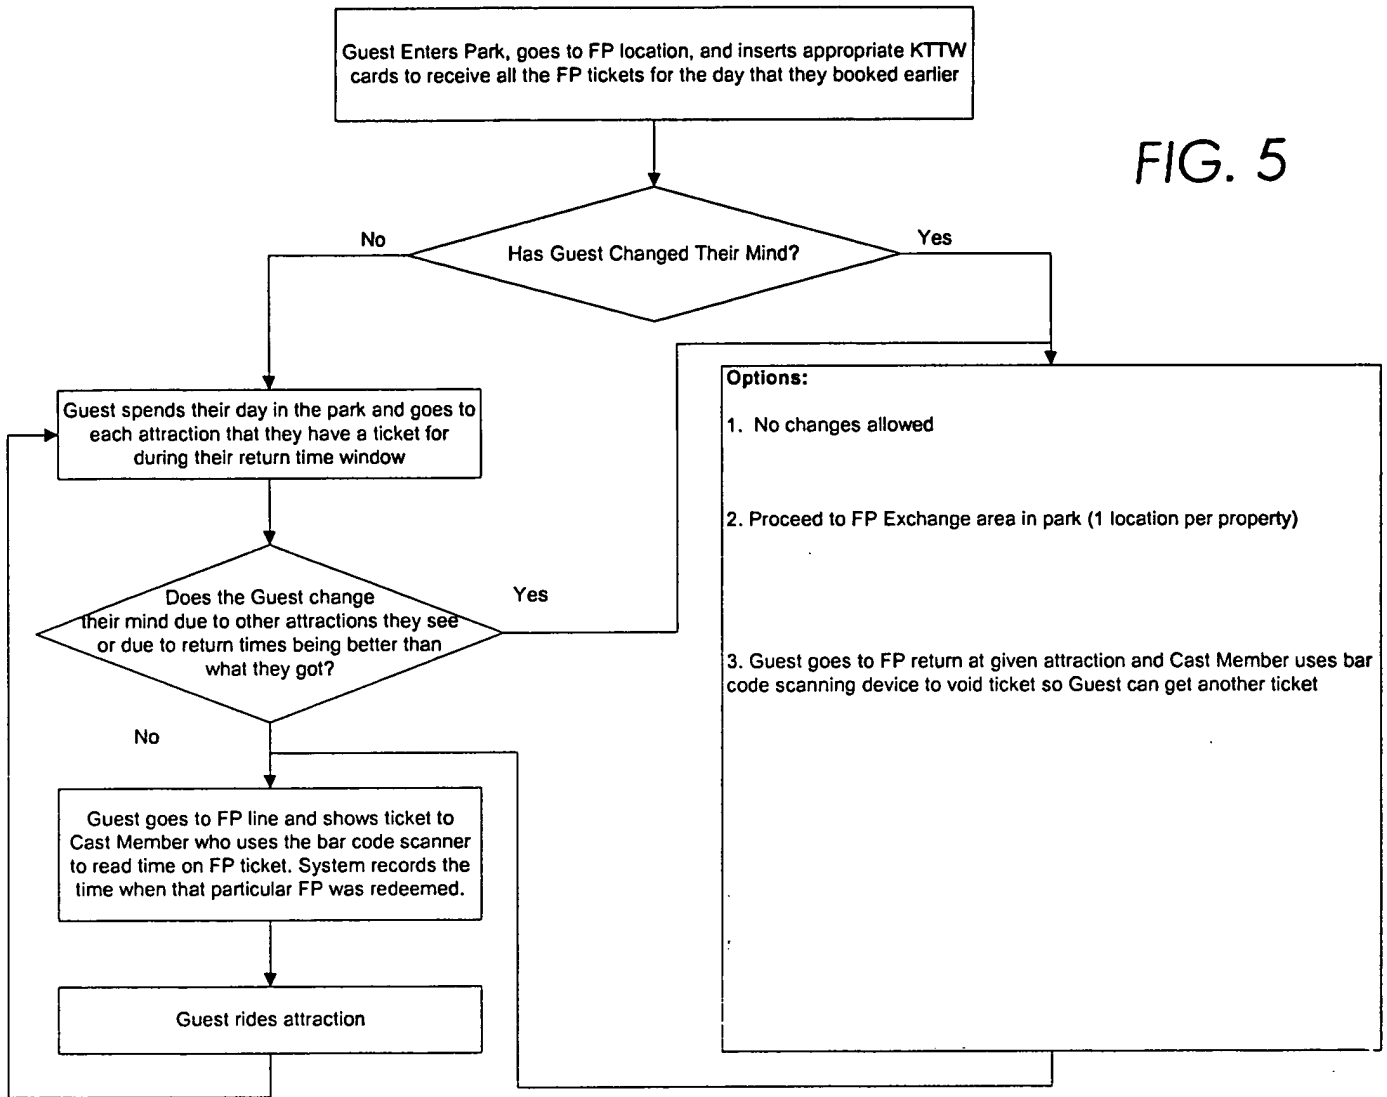 Guest Enters Park, goes to FP location, and inserts appropriate KTTW
cards to receive all the FP tickets for the day that they booked earlier
FIG. 5
No
Has Guest Changed Their Mind?
Yes
Guest spends their day in the park and goes to
each attraction that they have a ticket for
during their return time window
Does the Guest change
their mind due to other attractions they see
or due to return times being better than
what they got?
Yes
No
Guest goes to FP line and shows ticket to
Cast Member who uses the bar code scanner
to read time on FP ticket. System records the
time when that particular FP was redeemed.
Guest rides attraction
Options:
1. No changes allowed
2. Proceed to FP Exchange area in park (1 location per property)
3. Guest goes to FP return at given attraction and Cast Member uses bar
code scanning device to void ticket so Guest can get another ticket